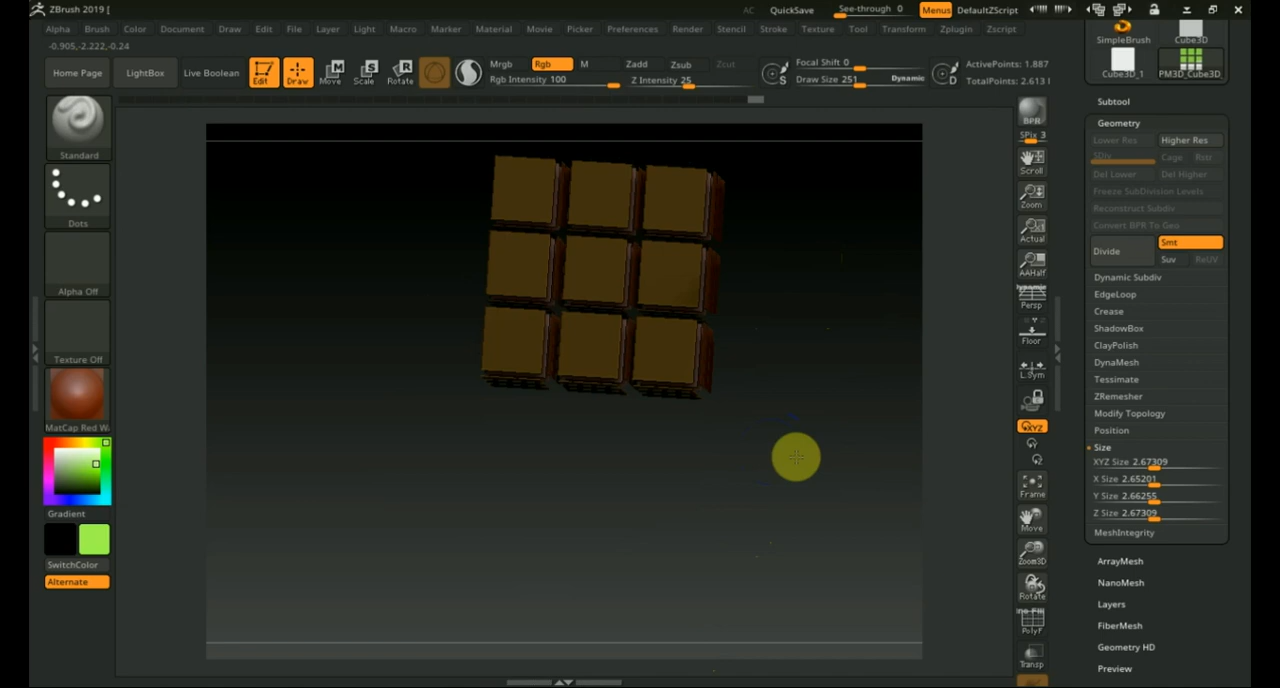 ZBrush 2019 [
AC QuickSave See-through 0 Menus DefaultZScript
Alpha Brush Color Document Draw Edit File Layer Light Macro Marker Material Movie Picker Preferences Render Stencil Stroke Texture Tool Transform Zplugin Zscript
-0.905,-2.222,-0.24
Home Page LightBox Live Boolean Edit Draw Move Scale Rotate
Mrgb Rgb M Zadd Zsub
Rgb Intensity 100 Z Intensity 25
Focal Shift 0
Draw Size 251 Dynamic
ActivePoints: 1.887
TotalPoints: 2.613
S
D
Standard
Dots
Alpha Off
Texture Off
MatCap Red W
Gradient
SwitchColor
Alternate
BPR
SPix 3
Scroll
Zoom
Actual
AAHalf
Dynamic
Persp
Floor
L.Sym
XYZ
Frame
Move
Zoom3D
Rotate
PolyF
Transp
SimpleBrush Cube3D
Cube3D_1 PM3D_Cube3D_
Subtool
Geometry
Lower Res Higher Res
SDiv Cage Rstr
Del Lower Del Higher
Freeze SubDivision Levels
Reconstruct Subdiv
Convert BPR To Geo
Divide Smt
Suv ReUV
Dynamic Subdiv
EdgeLoop
Crease
ShadowBox
ClayPolish
DynaMesh
Tessimate
ZRemesher
Modify Topology
Position
Size
XYZ Size 2.67309
X Size 2.65201
Y Size 2.66255
Z Size 2.67309
MeshIntegrity
ArrayMesh
NanoMesh
Layers
FiberMesh
Geometry HD
Preview